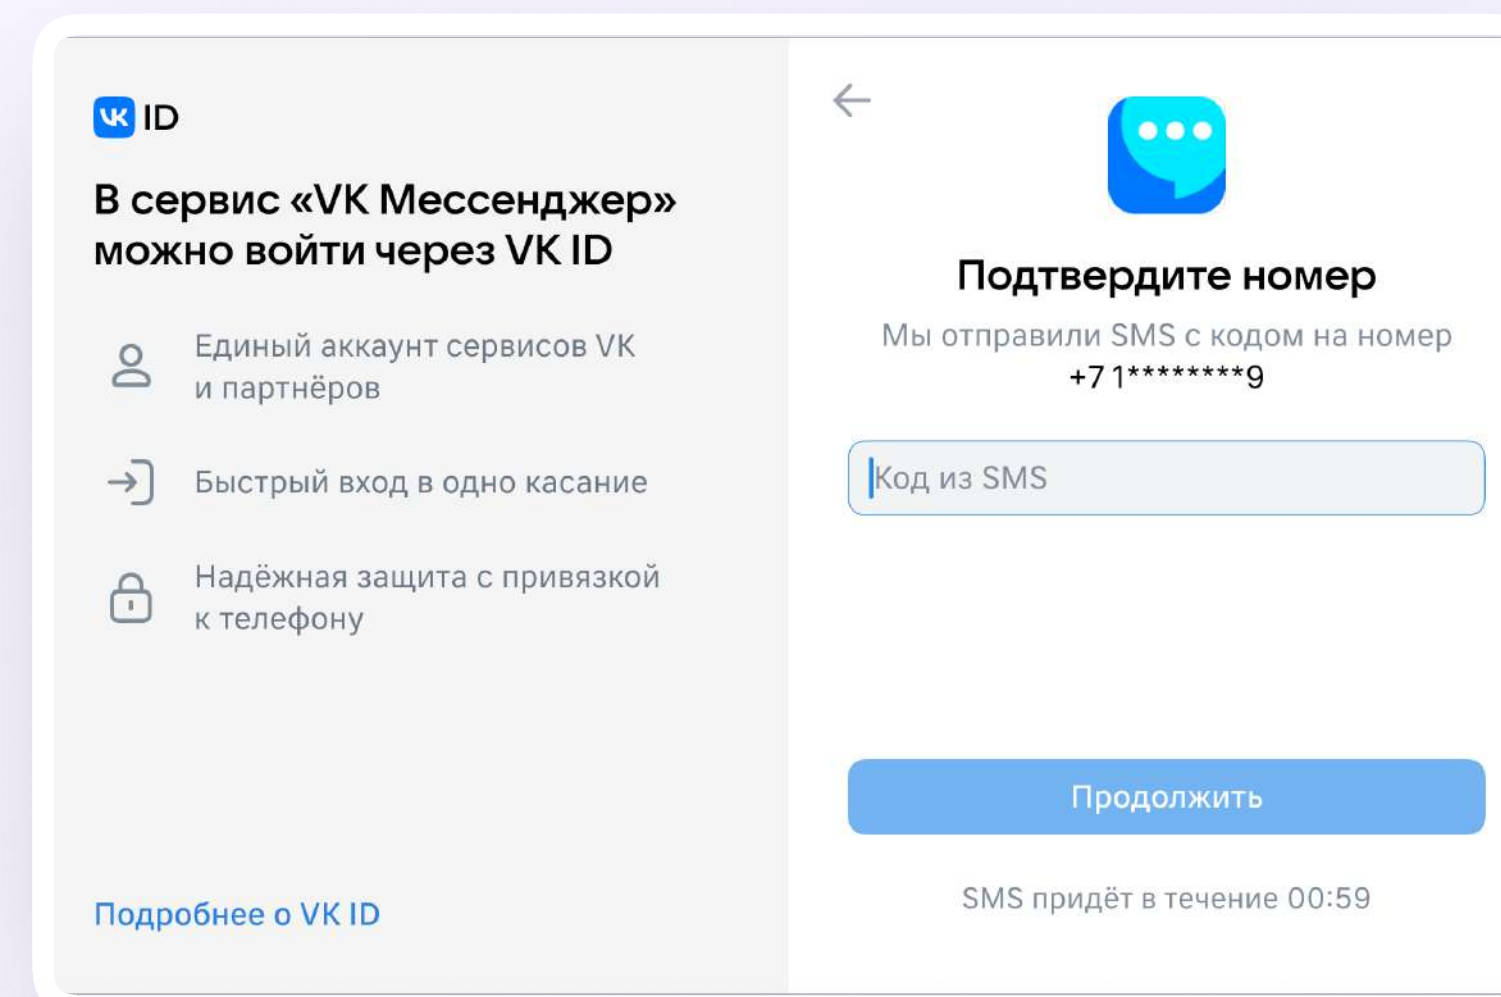 VK ID
В сервис «VK Мессенджер»
можно войти через VK ID
Единый аккаунт сервисов VK
и партнёров
Быстрый вход в одно касание
Надёжная защита с привязкой
к телефону
Подробнее о VK ID
Подтвердите номер
Мы отправили SMS с кодом на номер
+7 1********9
Код из SMS
Продолжить
SMS придёт в течение 00:59